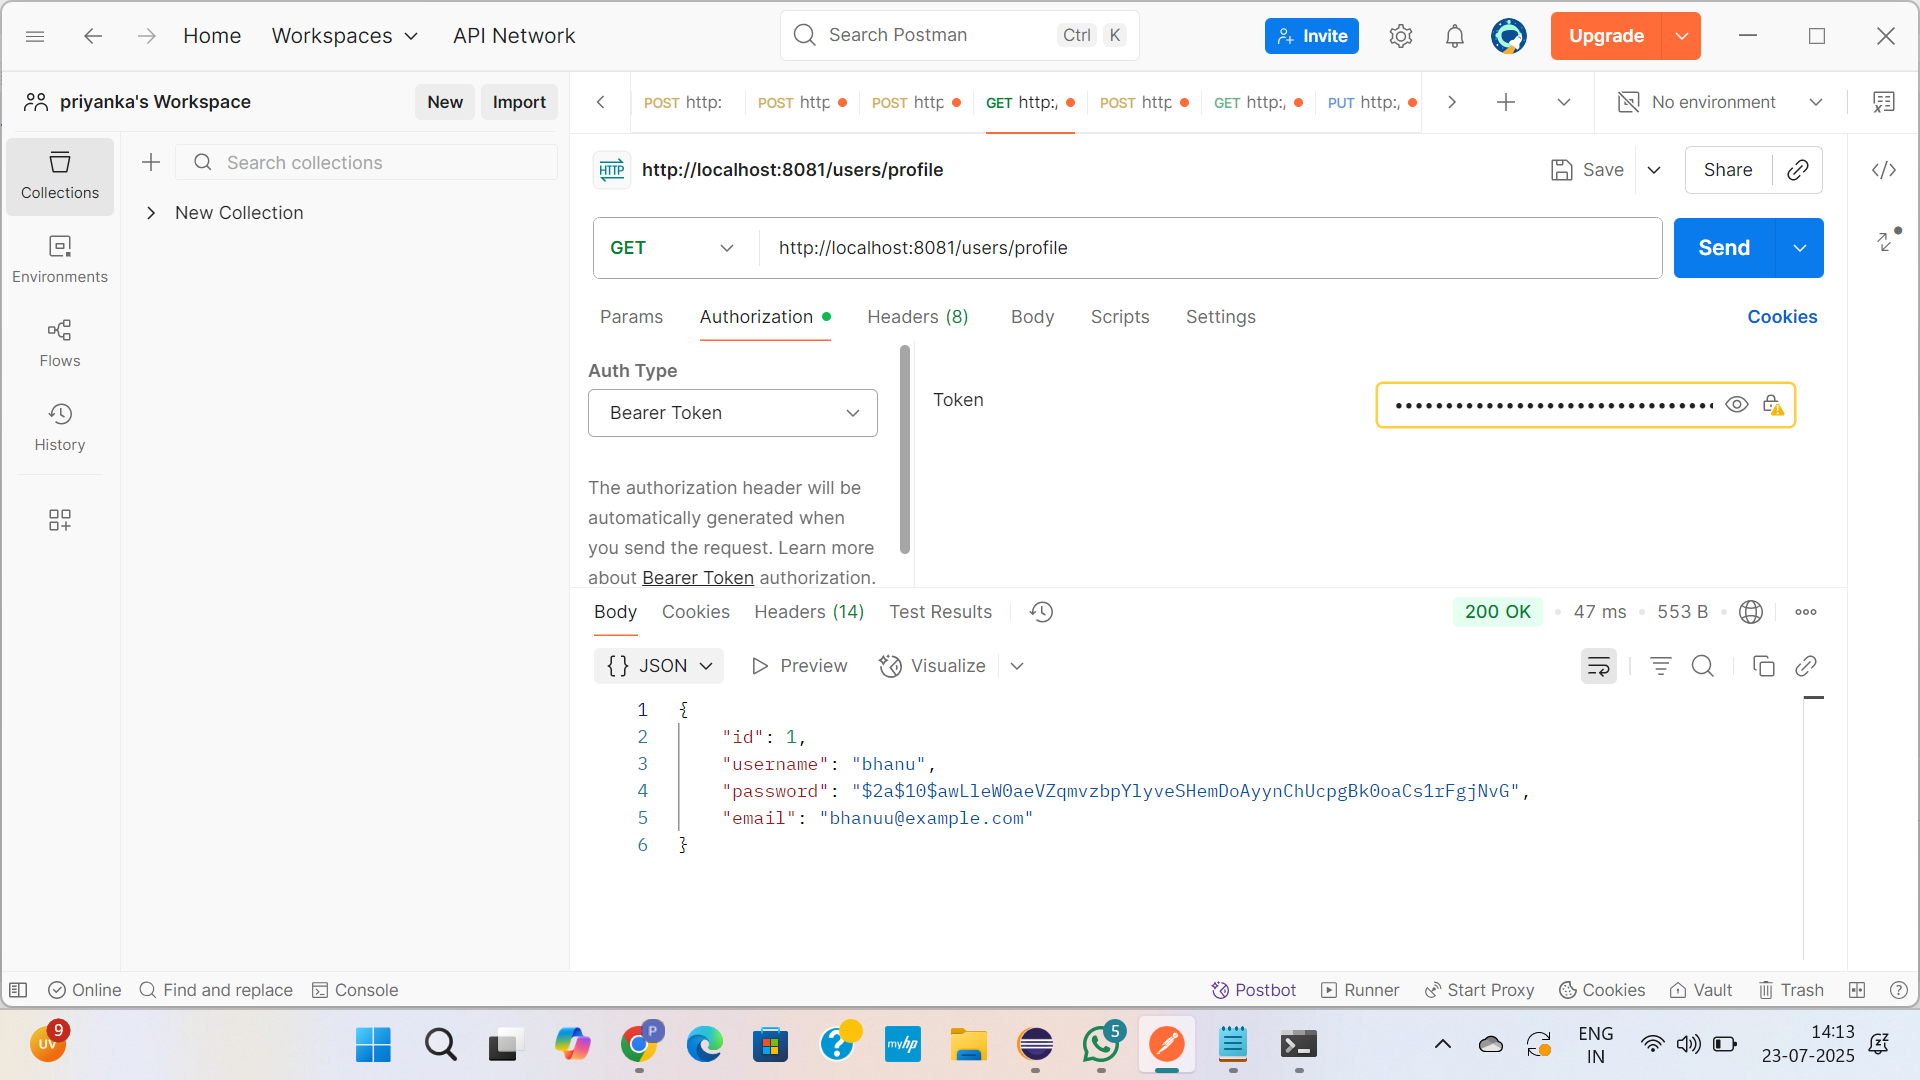 Home Workspaces API Network Search Postman Ctrl K Invite Upgrade
priyanka's Workspace New Import POST http: POST http POST http GET http:/ POST http GET http:/ PUT http:/ No environment
Collections
Search collections
New Collection
Environments
Flows
History
HTTP http://localhost:8081/users/profile Save Share
GET http://localhost:8081/users/profile Send
Params Authorization Headers (8) Body Scripts Settings Cookies
Auth Type
Bearer Token
Token
The authorization header will be
automatically generated when
you send the request. Learn more
about Bearer Token authorization.
Body Cookies Headers (14) Test Results 200 OK 47 ms 553 B
{} JSON Preview Visualize
1 {
2 "id": 1,
3 "username": "bhanu",
4 "password": "$2a$10$awLleW0aeVZqmvzbpYlyveSHemDoAyynChUcpgBk0oaCs1rFgjNvG",
5 "email": "bhanuu@example.com"
6 }
Online Find and replace Console Postbot Runner Start Proxy Cookies Vault Trash
UV 9 P myhp 5 ENG IN 14:13
23-07-2025